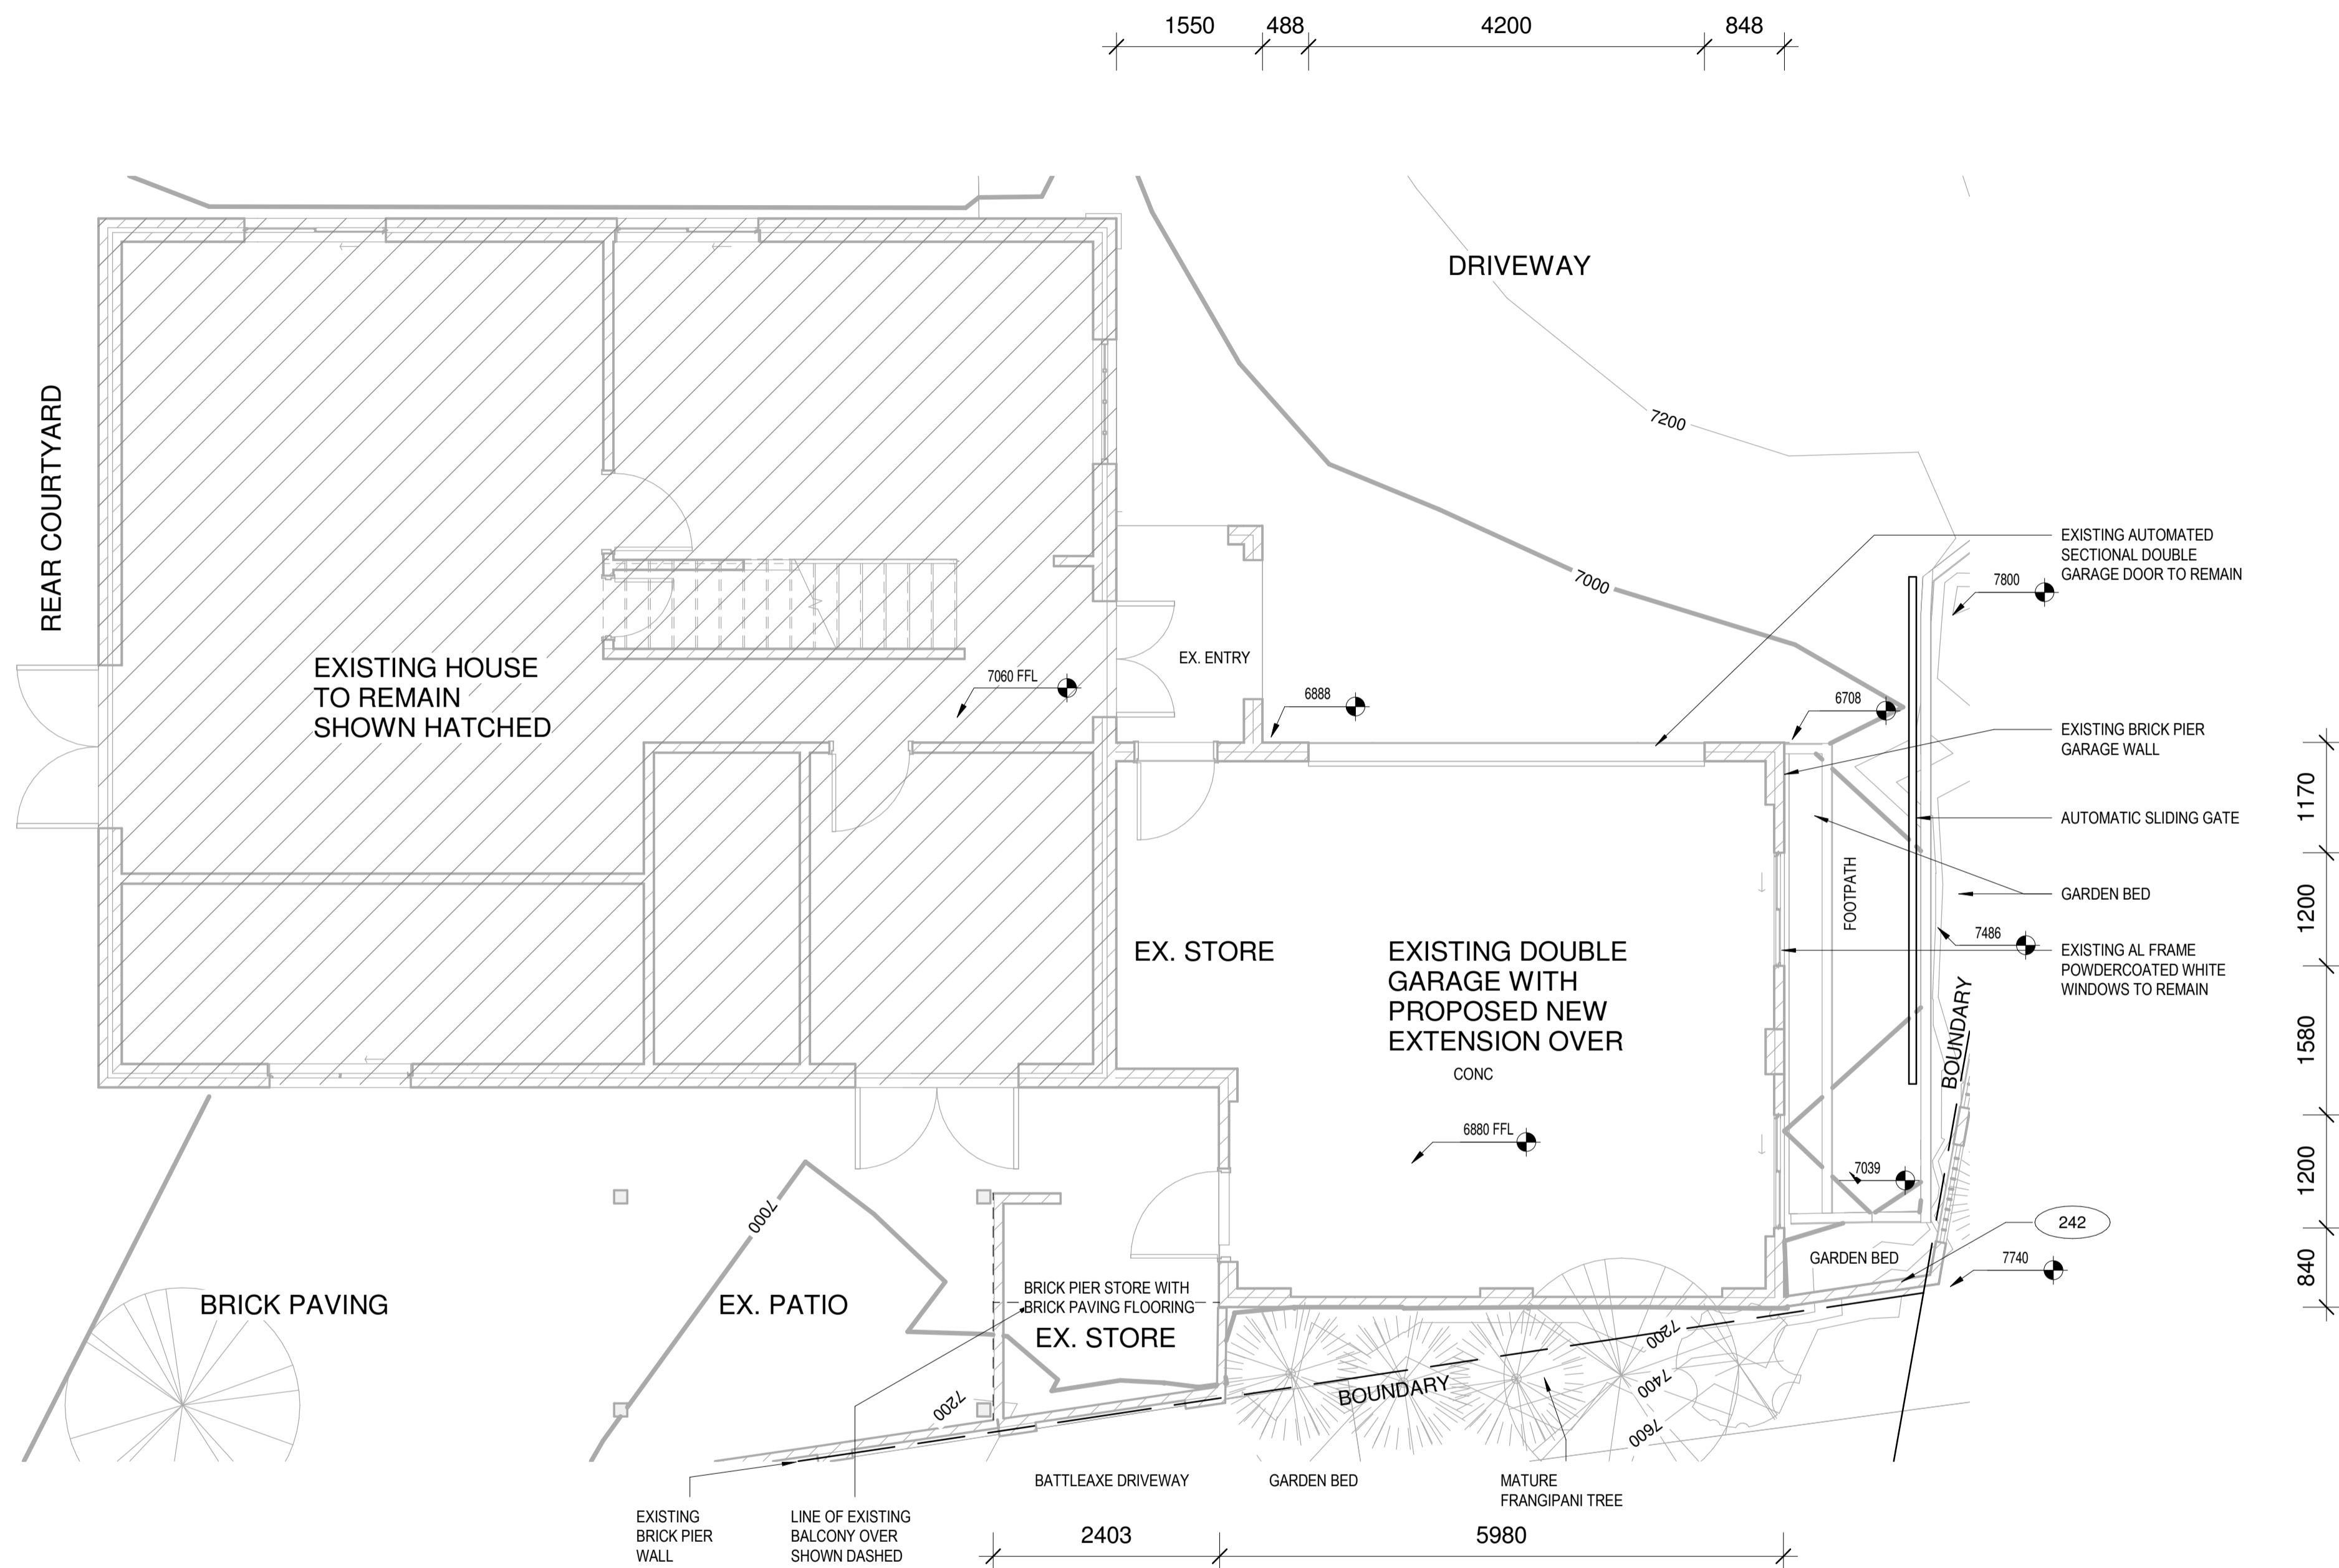 1550
488
4200
848
DRIVEWAY
REAR COURTYARD
7200
7000
EXISTING AUTOMATED
SECTIONAL DOUBLE
GARAGE DOOR TO REMAIN
7800
EX. ENTRY
EXISTING HOUSE
TO REMAIN
SHOWN HATCHED
7060 FFL
6888
6708
EXISTING BRICK PIER
GARAGE WALL
1170
AUTOMATIC SLIDING GATE
FOOTPATH
GARDEN BED
1200
7486
EX. STORE
EXISTING DOUBLE
GARAGE WITH
PROPOSED NEW
EXTENSION OVER
CONC
EXISTING AL FRAME
POWDERCOATED WHITE
WINDOWS TO REMAIN
BOUNDARY
1580
6880 FFL
7039
1200
242
7000
GARDEN BED
7740
840
BRICK PAVING
EX. PATIO
BRICK PIER STORE WITH
BRICK PAVING FLOORING
EX. STORE
7200
7200
BOUNDARY
7400
7600
BATTLEAXE DRIVEWAY
GARDEN BED
MATURE
FRANGIPANI TREE
EXISTING
BRICK PIER
WALL
LINE OF EXISTING
BALCONY OVER
SHOWN DASHED
2403
5980